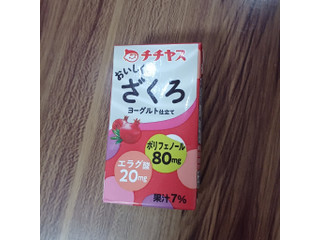 チチヤス
おいしく
ざくろ
ヨーグルト仕立て
ポリフェノール
80mg
エラグ酸
20mg
果汁7%